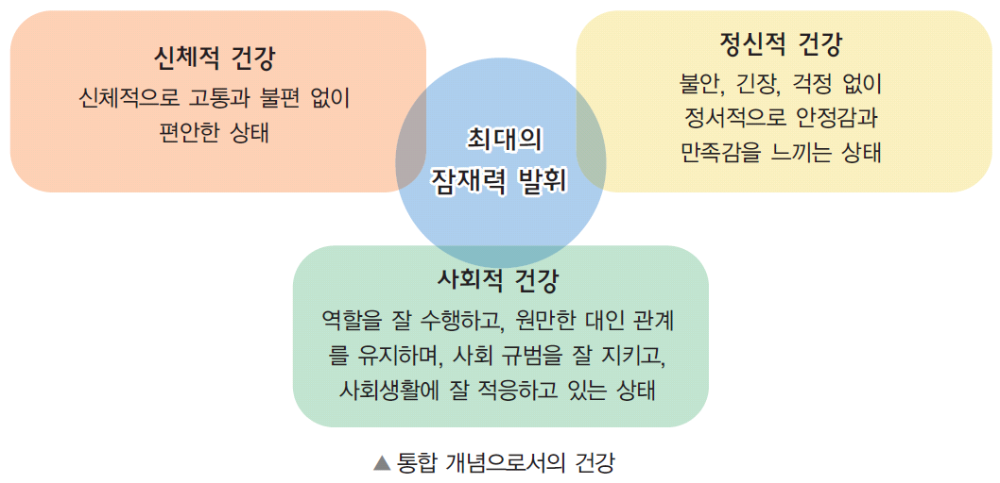 신체적 건강
신체적으로 고통과 불편 없이
편안한 상태
정신적 건강
불안, 긴장, 걱정 없이
정서적으로 안정감과
만족감을 느끼는 상태
최대의
잠재력 발휘
사회적 건강
역할을 잘 수행하고, 원만한 대인 관계
를 유지하며, 사회 규범을 잘 지키고,
사회생활에 잘 적응하고 있는 상태
▲ 통합 개념으로서의 건강